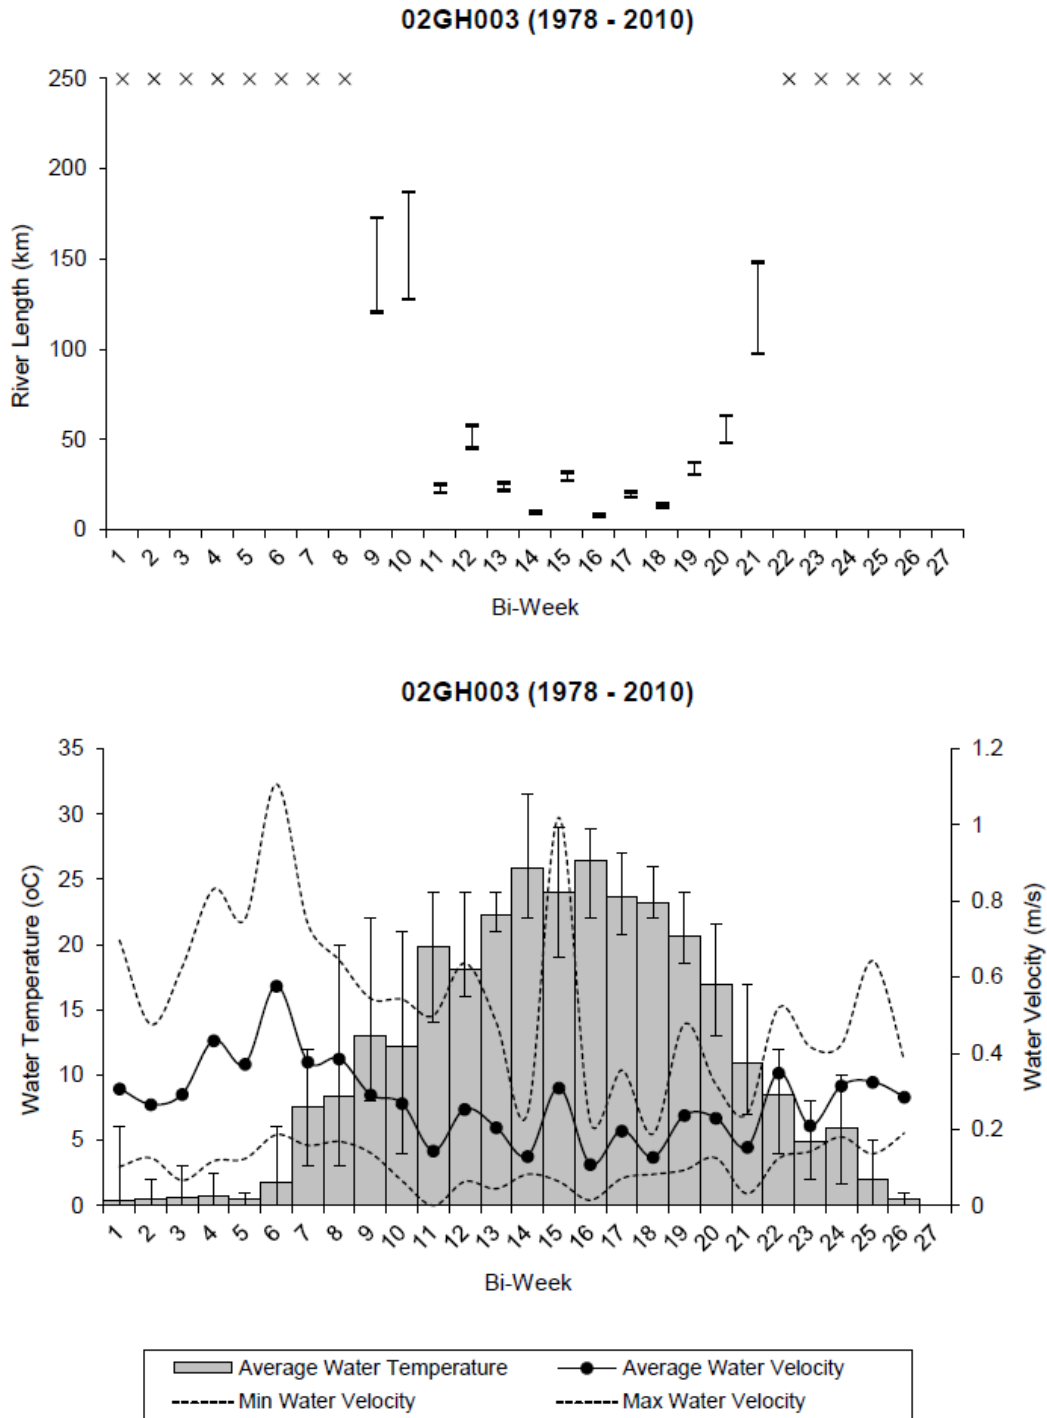 02GH003 (1978 - 2010)
250
200
150
100
50
0
River Length (km)
1 2 3 4 5 6 7 8 9 10 11 12 13 14 15 16 17 18 19 20 21 22 23 24 25 26 27
Bi-Week
02GH003 (1978 - 2010)
35
30
25
20
15
10
5
0
Water Temperature (oC)
1.2
1
0.8
0.6
0.4
0.2
0
Water Velocity (m/s)
1 2 3 4 5 6 7 8 9 10 11 12 13 14 15 16 17 18 19 20 21 22 23 24 25 26 27
Bi-Week
Average Water Temperature Average Water Velocity
Min Water Velocity Max Water Velocity